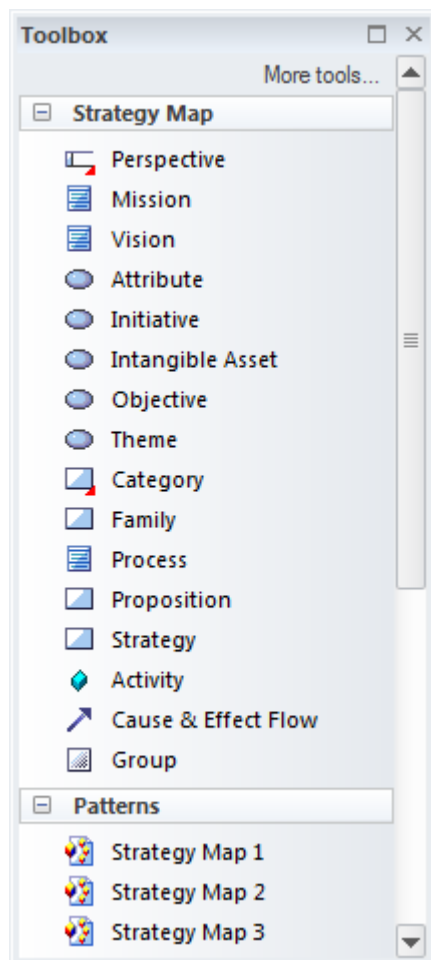 Toolbox
More tools...
Strategy Map
Perspective
Mission
Vision
Attribute
Initiative
Intangible Asset
Objective
Theme
Category
Family
Process
Proposition
Strategy
Activity
Cause & Effect Flow
Group
Patterns
Strategy Map 1
Strategy Map 2
Strategy Map 3